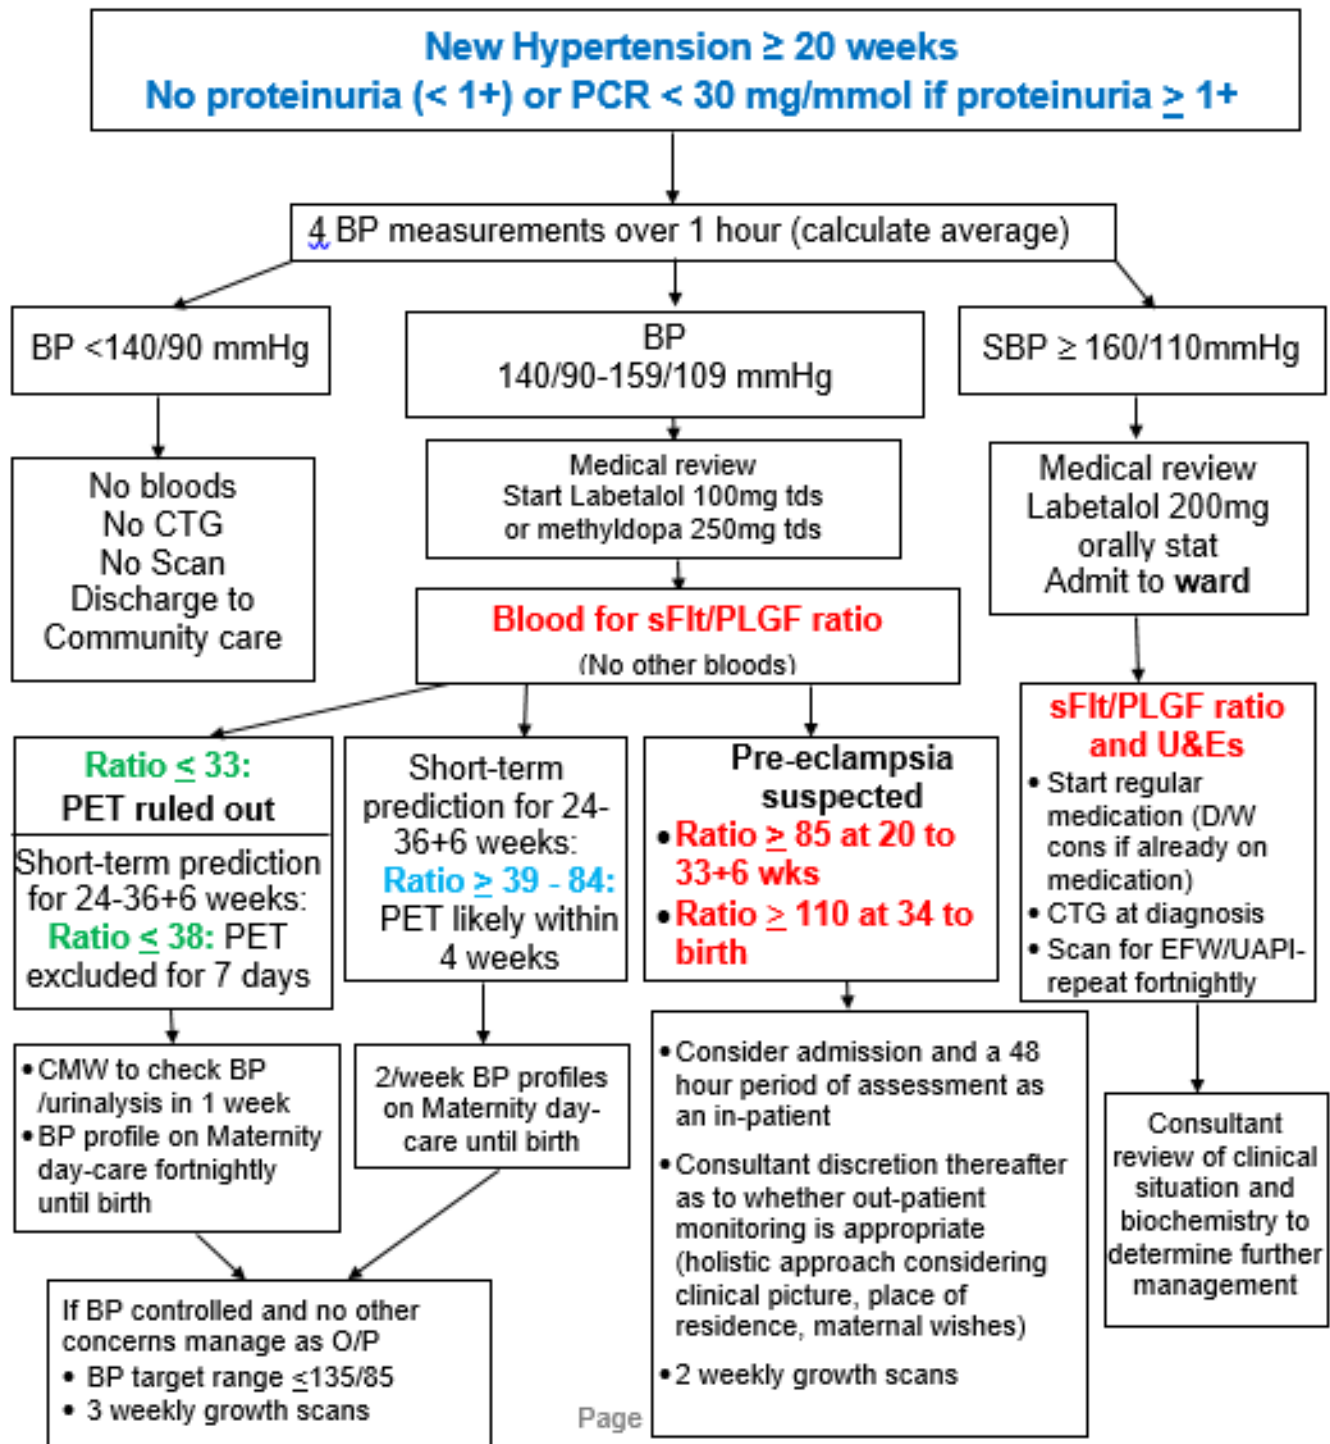 New Hypertension ≥ 20 weeks
No proteinuria (< 1+) or PCR < 30 mg/mmol if proteinuria ≥ 1+
4 BP measurements over 1 hour (calculate average)
BP <140/90 mmHg
BP
140/90-159/109 mmHg
SBP ≥ 160/110mmHg
No bloods
No CTG
No Scan
Discharge to
Community care
Medical review
Start Labetalol 100mg tds
or methyldopa 250mg tds
Medical review
Labetalol 200mg
orally stat
Admit to ward
Blood for sFlt/PLGF ratio
(No other bloods)
Ratio ≤ 33:
PET ruled out
Short-term prediction
for 24-36+6 weeks:
Ratio ≤ 38: PET
excluded for 7 days
Short-term
prediction for 24-
36+6 weeks:
Ratio ≥ 39 - 84:
PET likely within
4 weeks
Pre-eclampsia
suspected
• Ratio ≥ 85 at 20 to
33+6 wks
• Ratio ≥ 110 at 34 to
birth
sFlt/PLGF ratio
and U&Es
• Start regular
medication (D/W
cons if already on
medication)
• CTG at diagnosis
• Scan for EFW/UAPI-
repeat fortnightly
• CMW to check BP
/urinalysis in 1 week
• BP profile on Maternity
day-care fortnightly
until birth
2/week BP profiles
on Maternity day-
care until birth
• Consider admission and a 48
hour period of assessment as
an in-patient
• Consultant discretion thereafter
as to whether out-patient
monitoring is appropriate
(holistic approach considering
clinical picture, place of
residence, maternal wishes)
• 2 weekly growth scans
Consultant
review of clinical
situation and
biochemistry to
determine further
management
If BP controlled and no other
concerns manage as O/P
• BP target range ≤135/85
• 3 weekly growth scans
Page